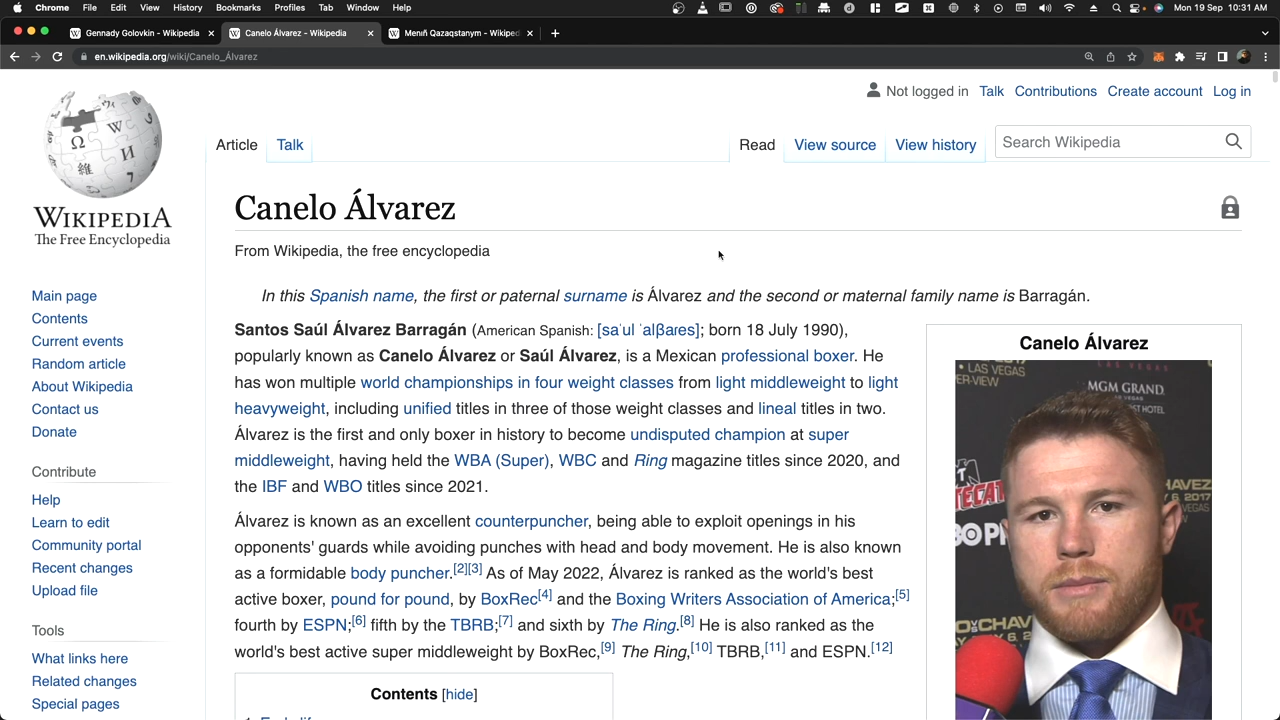 Chrome File Edit View History Bookmarks Profiles Tab Window Help Mon 19 Sep 10:31 AM
Gennady Golovkin - Wikipedia Canelo Álvarez - Wikipedia Meniñ Qazaqstanym - Wikiped
en.wikipedia.org/wiki/Canelo_Álvarez
Not logged in Talk Contributions Create account Log in
Article Talk Read View source View history Search Wikipedia
WIKIPEDIA
The Free Encyclopedia
Main page
Contents
Current events
Random article
About Wikipedia
Contact us
Donate
Contribute
Help
Learn to edit
Community portal
Recent changes
Upload file
Tools
What links here
Related changes
Special pages
Canelo Álvarez
From Wikipedia, the free encyclopedia
In this Spanish name, the first or paternal surname is Álvarez and the second or maternal family name is Barragán.
Santos Saúl Álvarez Barragán (American Spanish: [saˈul ˈalβaɾes]; born 18 July 1990),
popularly known as Canelo Álvarez or Saúl Álvarez, is a Mexican professional boxer. He
has won multiple world championships in four weight classes from light middleweight to light
heavyweight, including unified titles in three of those weight classes and lineal titles in two.
Álvarez is the first and only boxer in history to become undisputed champion at super
middleweight, having held the WBA (Super), WBC and Ring magazine titles since 2020, and
the IBF and WBO titles since 2021.
Álvarez is known as an excellent counterpuncher, being able to exploit openings in his
opponents' guards while avoiding punches with head and body movement. He is also known
as a formidable body puncher.[2][3] As of May 2022, Álvarez is ranked as the world's best
active boxer, pound for pound, by BoxRec[4] and the Boxing Writers Association of America;[5]
fourth by ESPN;[6] fifth by the TBRB;[7] and sixth by The Ring.[8] He is also ranked as the
world's best active super middleweight by BoxRec,[9] The Ring,[10] TBRB,[11] and ESPN.[12]
Contents [hide]
Canelo Álvarez
LAS VEGAS
ER-VIEW
MGM GRAND
HAVEZ
6 2017